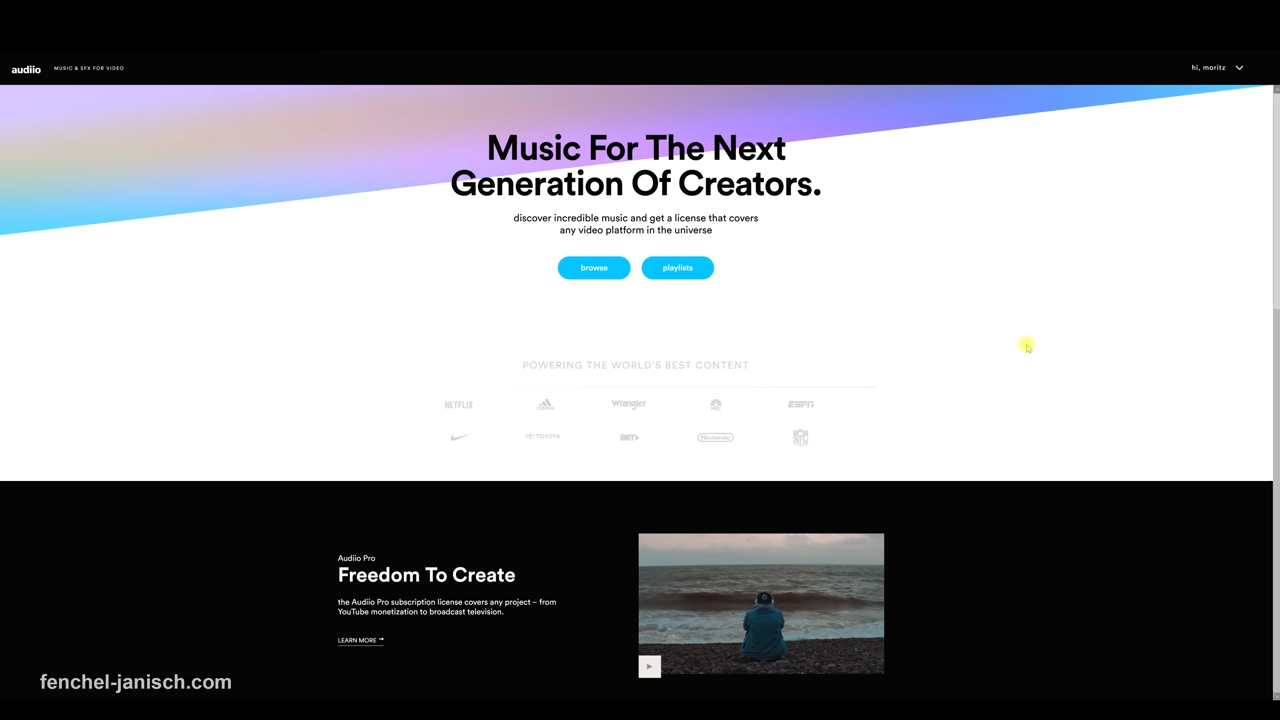 audiio MUSIC & SFX FOR VIDEO
hi, moritz
Music For The Next
Generation Of Creators.
discover incredible music and get a license that covers
any video platform in the universe
browse
playlists
POWERING THE WORLD'S BEST CONTENT
NETFLIX adidas Wrangler NBC ESPN
TOYOTA BET Nintendo NFL
Audiio Pro
Freedom To Create
the Audiio Pro subscription license covers any project – from
YouTube monetization to broadcast television.
LEARN MORE
fenchel-janisch.com